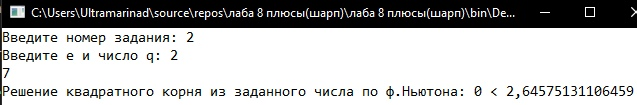 C:\Users\Ultramarinad\source\repos\лаба 8 плюсы(шарп)\лаба 8 плюсы(шарп)\bin\De...
Введите номер задания: 2
Введите е и число q: 2
7
Решение квадратного корня из заданного числа по ф.Ньютона: 0 < 2,64575131106459